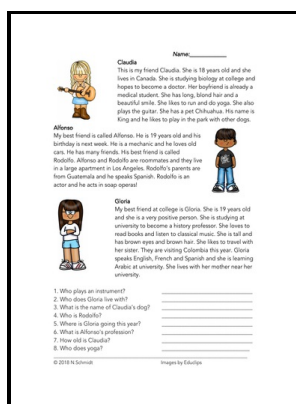 Name:____________
Claudia
This is my friend Claudia. She is 18 years old and she
lives in Canada. She is studying biology at college and
hopes to become a doctor. Her boyfriend is already a
medical student. She has long, blond hair and a
beautiful smile. She likes to run and do yoga. She also
plays the guitar. She has a pet Chihuahua. His name is
King and he likes to play in the park with other dogs.
Alfonso
My best friend is called Alfonso. He is 19 years old and his
birthday is next week. He is a mechanic and he loves old
cars. He has many friends. His best friend is called
Rodolfo. Alfonso and Rodolfo are roommates and they live
in a large apartment in Los Angeles. Rodolfo's parents are
from Guatemala and he speaks Spanish. Rodolfo is an
actor and he acts in soap operas!
Gloria
My best friend at college is Gloria. She is 19 years old
and she is a very positive person. She is studying at
university to become a history professor. She loves to
read books and listen to classical music. She is tall and
has brown eyes and brown hair. She likes to travel with
her sister. They are visiting Colombia this year. Gloria
speaks English, French and Spanish and she is learning
Arabic at university. She lives with her mother near her
university.
1. Who plays an instrument?
2. Who does Gloria live with?
3. What is the name of Claudia's dog?
4. Who is Rodolfo?
5. Where is Gloria going this year?
6. What is Alfonso's profession?
7. How old is Claudia?
8. Who does yoga?
© 2018 N.Schmidt Images by Educlips